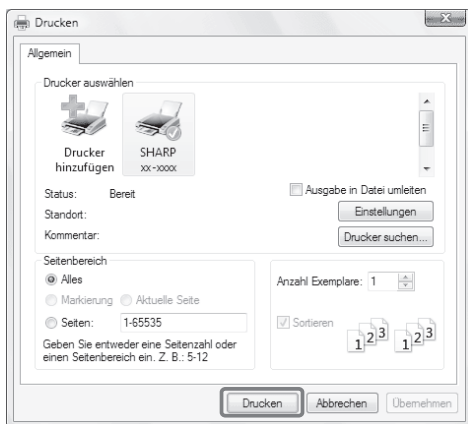 Drucken
Allgemein
Drucker auswählen
Drucker
hinzufügen
SHARP
xx-xxxx
Status: Bereit
Standort:
Kommentar:
Ausgabe in Datei umleiten
Einstellungen
Drucker suchen...
Seitenbereich
Alles
Markierung Aktuelle Seite
Seiten: 1-65535
Geben Sie entweder eine Seitenzahl oder
einen Seitenbereich ein. Z. B.: 5-12
Anzahl Exemplare: 1
Sortieren
1 2 3 1 2 3
Drucken Abbrechen Übernehmen